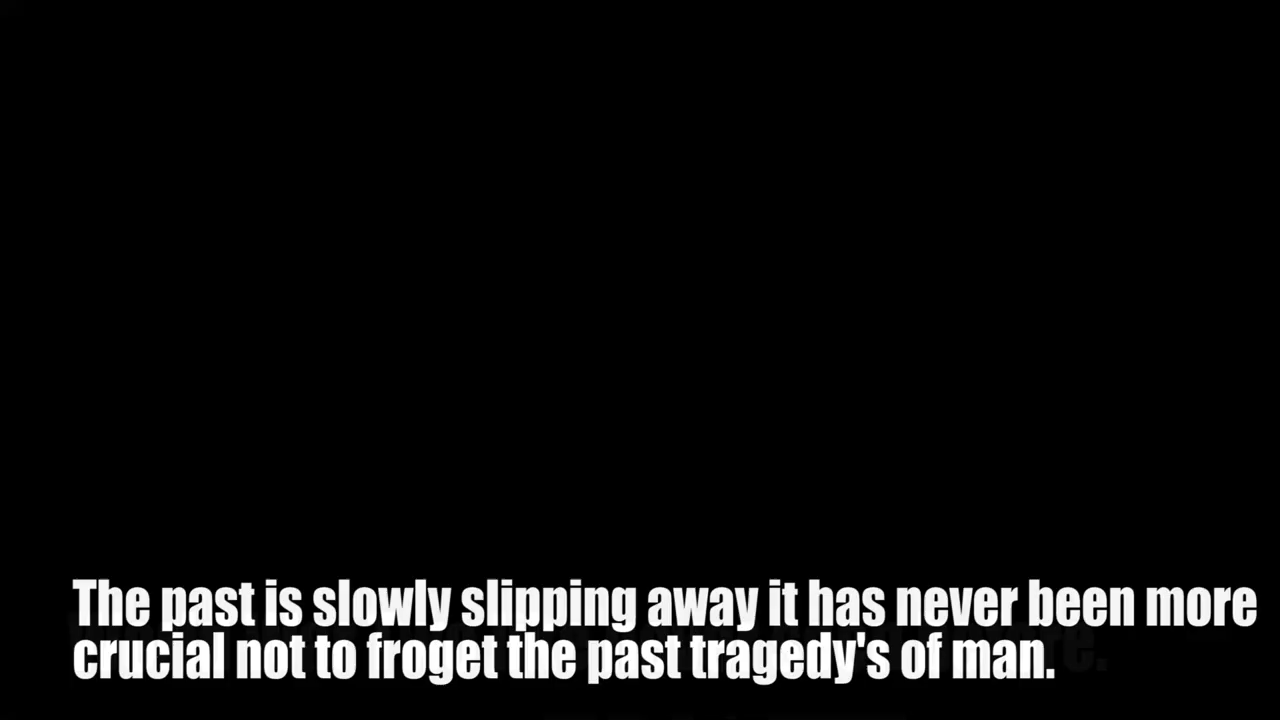 The past is slowly slipping away it has never been more
crucial not to froget the past tragedy's of man.